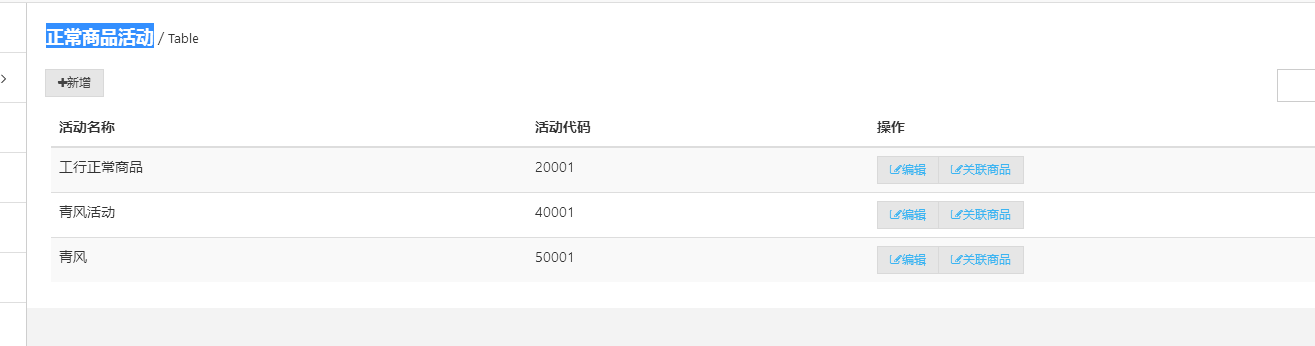 正常商品活动 / Table
新增
活动名称 活动代码 操作
工行正常商品 20001 编辑 关联商品
青风活动 40001 编辑 关联商品
青风 50001 编辑 关联商品